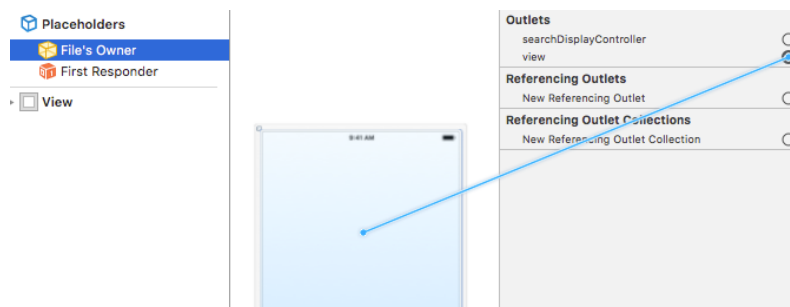 Placeholders
File's Owner
First Responder
View
9:41 AM
Outlets
searchDisplayController
view
Referencing Outlets
New Referencing Outlet
Referencing Outlet Collections
New Referencing Outlet Collection